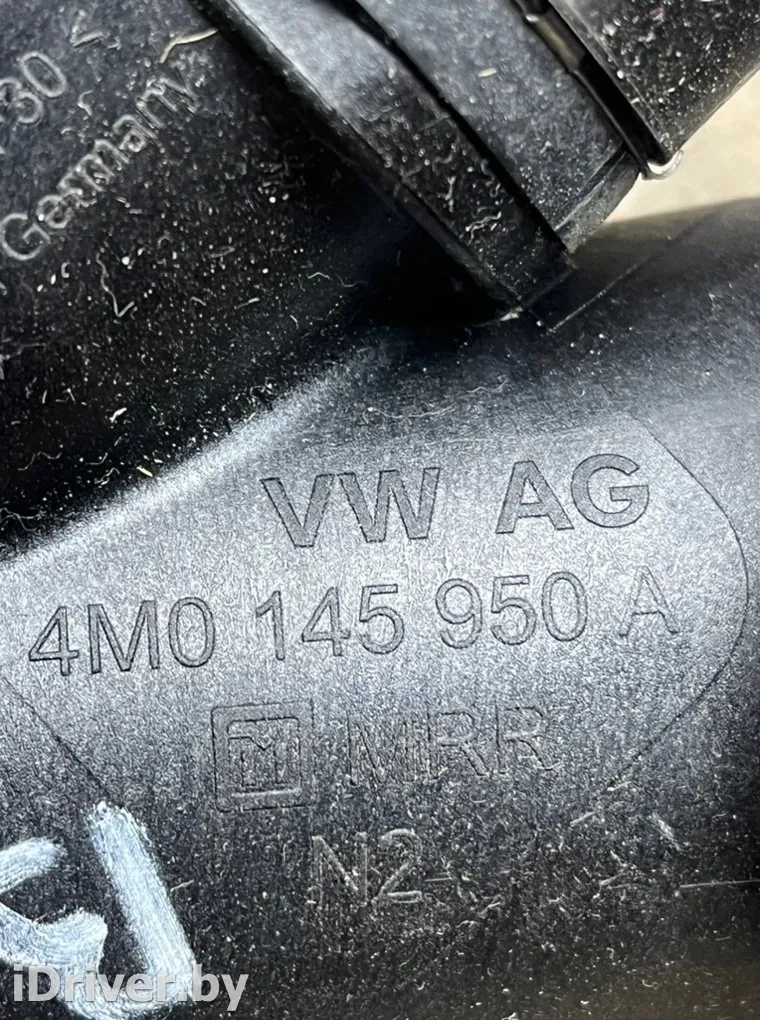 30 <
Germany
VW AG
4M0 145 950 A
M MRR
N2
iDriver.by